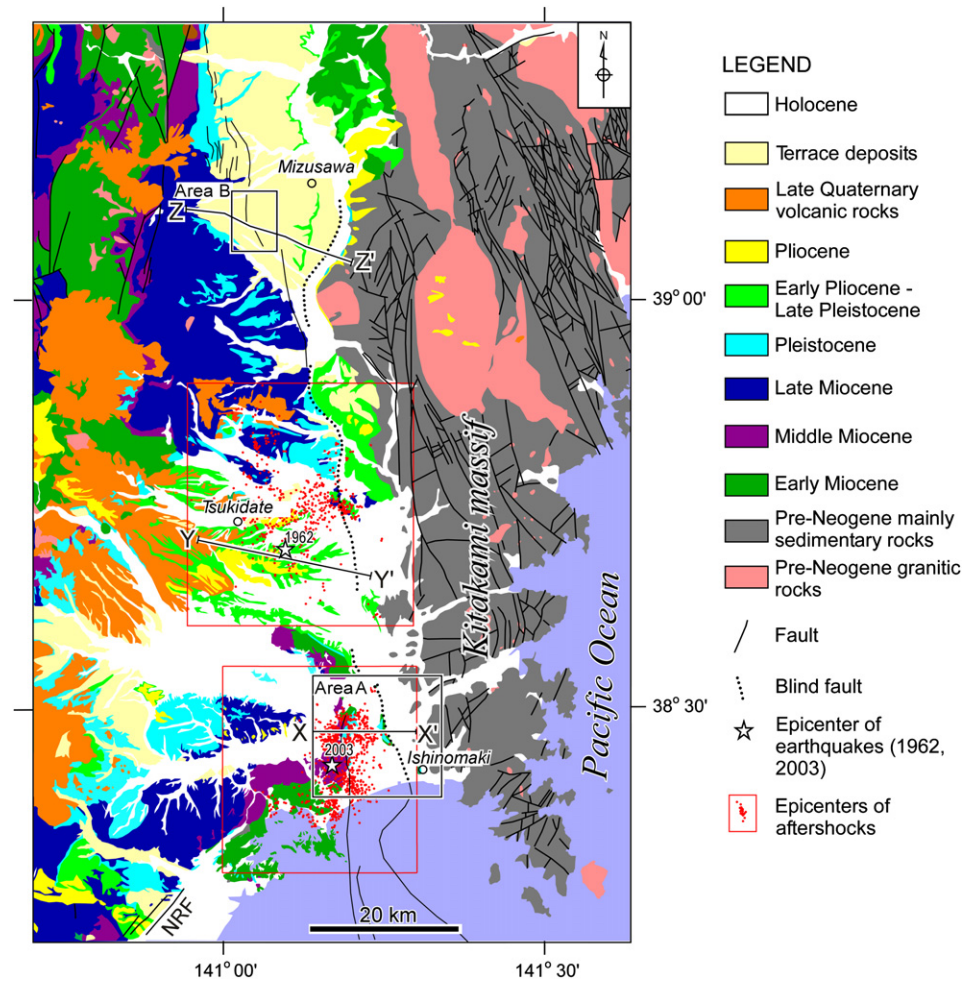 N
Mizusawa
Area B
Z
Z'
39° 00'
Kitakami massif
Tsukidate
1962
Y
Y'
Pacific Ocean
Area A
38° 30'
X
X'
2003
Ishinomaki
NRF
20 km
141° 00'
141° 30'
LEGEND
Holocene
Terrace deposits
Late Quaternary
volcanic rocks
Pliocene
Early Pliocene -
Late Pleistocene
Pleistocene
Late Miocene
Middle Miocene
Early Miocene
Pre-Neogene mainly
sedimentary rocks
Pre-Neogene granitic
rocks
Fault
Blind fault
Epicenter of
earthquakes (1962,
2003)
Epicenters of
aftershocks